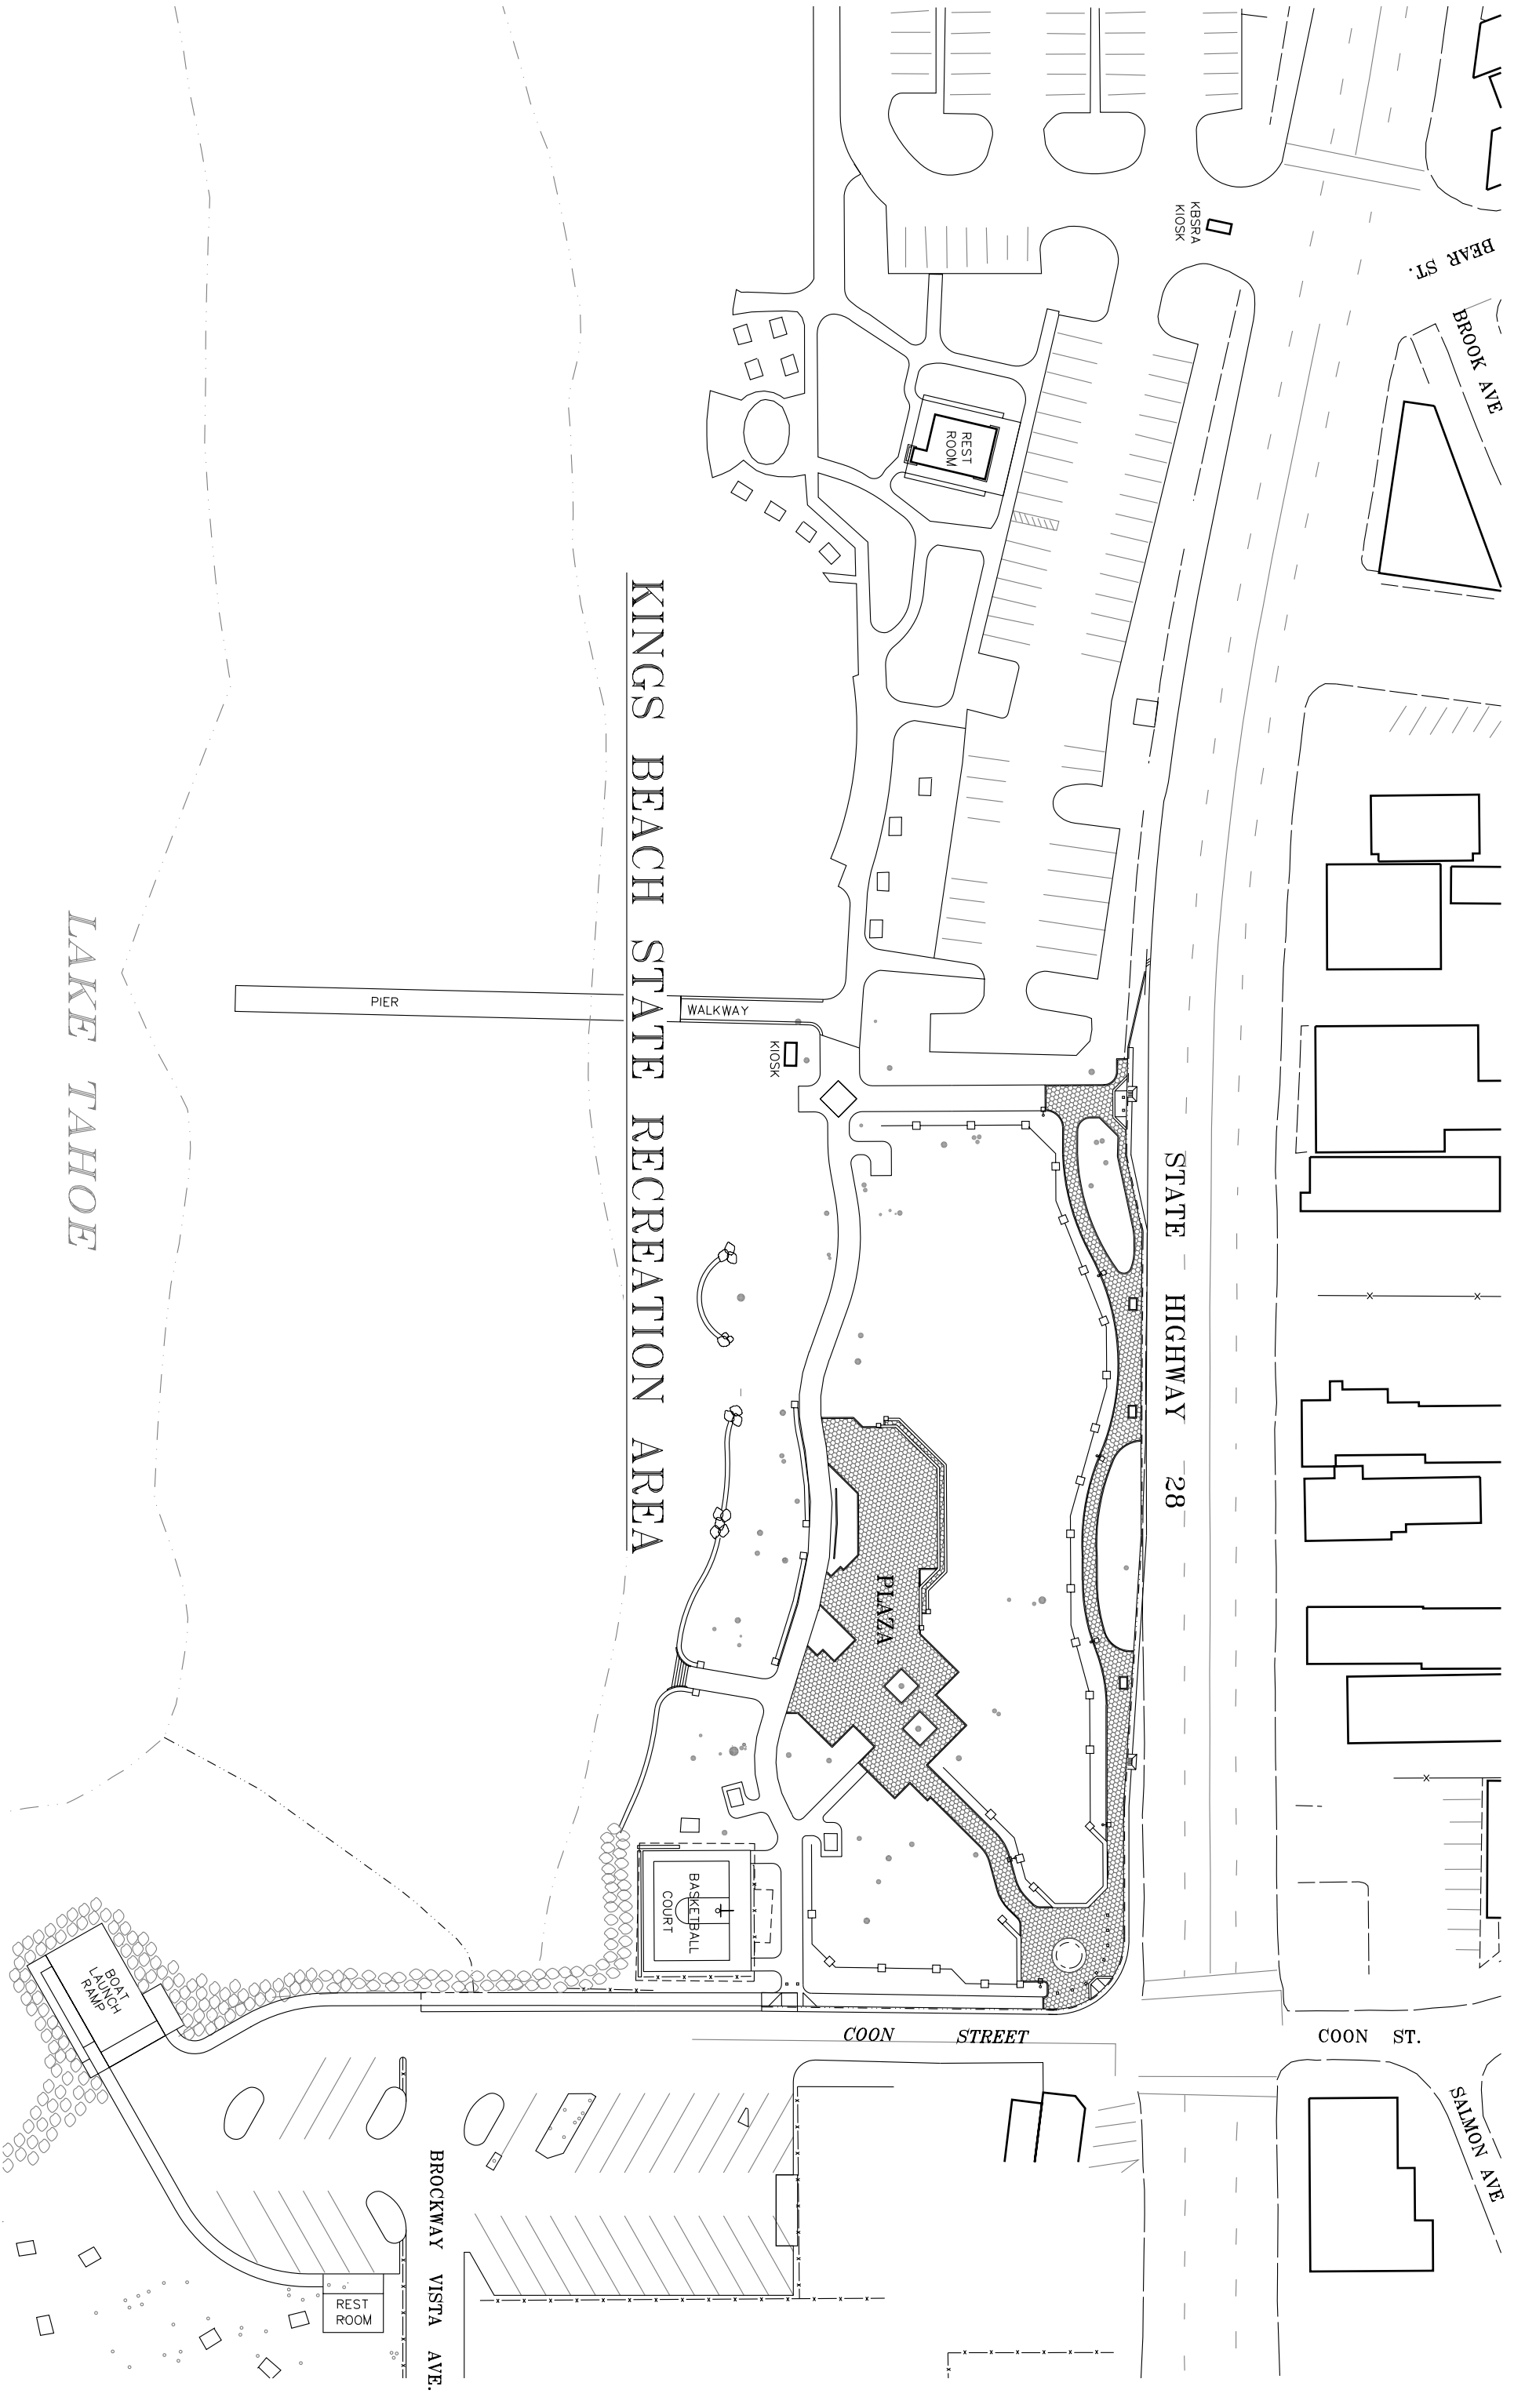 KBSRA
KIOSK
BEAR ST.
BROOK AVE
REST
ROOM
KINGS BEACH STATE RECREATION AREA
LAKE TAHOE
PIER
WALKWAY
KIOSK
STATE HIGHWAY 28
PLAZA
BASKETBALL
COURT
BOAT
LAUNCH
RAMP
COON STREET
COON ST.
SALMON AVE
BROCKWAY VISTA AVE.
REST
ROOM